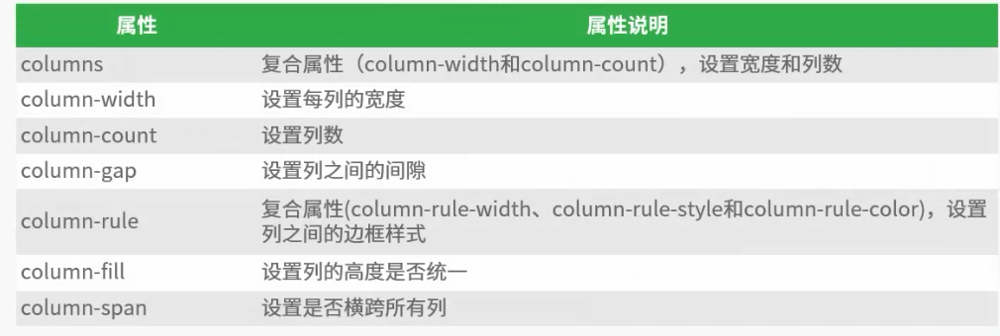 属性 属性说明
columns 复合属性（column-width和column-count），设置宽度和列数
column-width 设置每列的宽度
column-count 设置列数
column-gap 设置列之间的间隙
column-rule 复合属性(column-rule-width、column-rule-style和column-rule-color)，设置
列之间的边框样式
column-fill 设置列的高度是否统一
column-span 设置是否横跨所有列